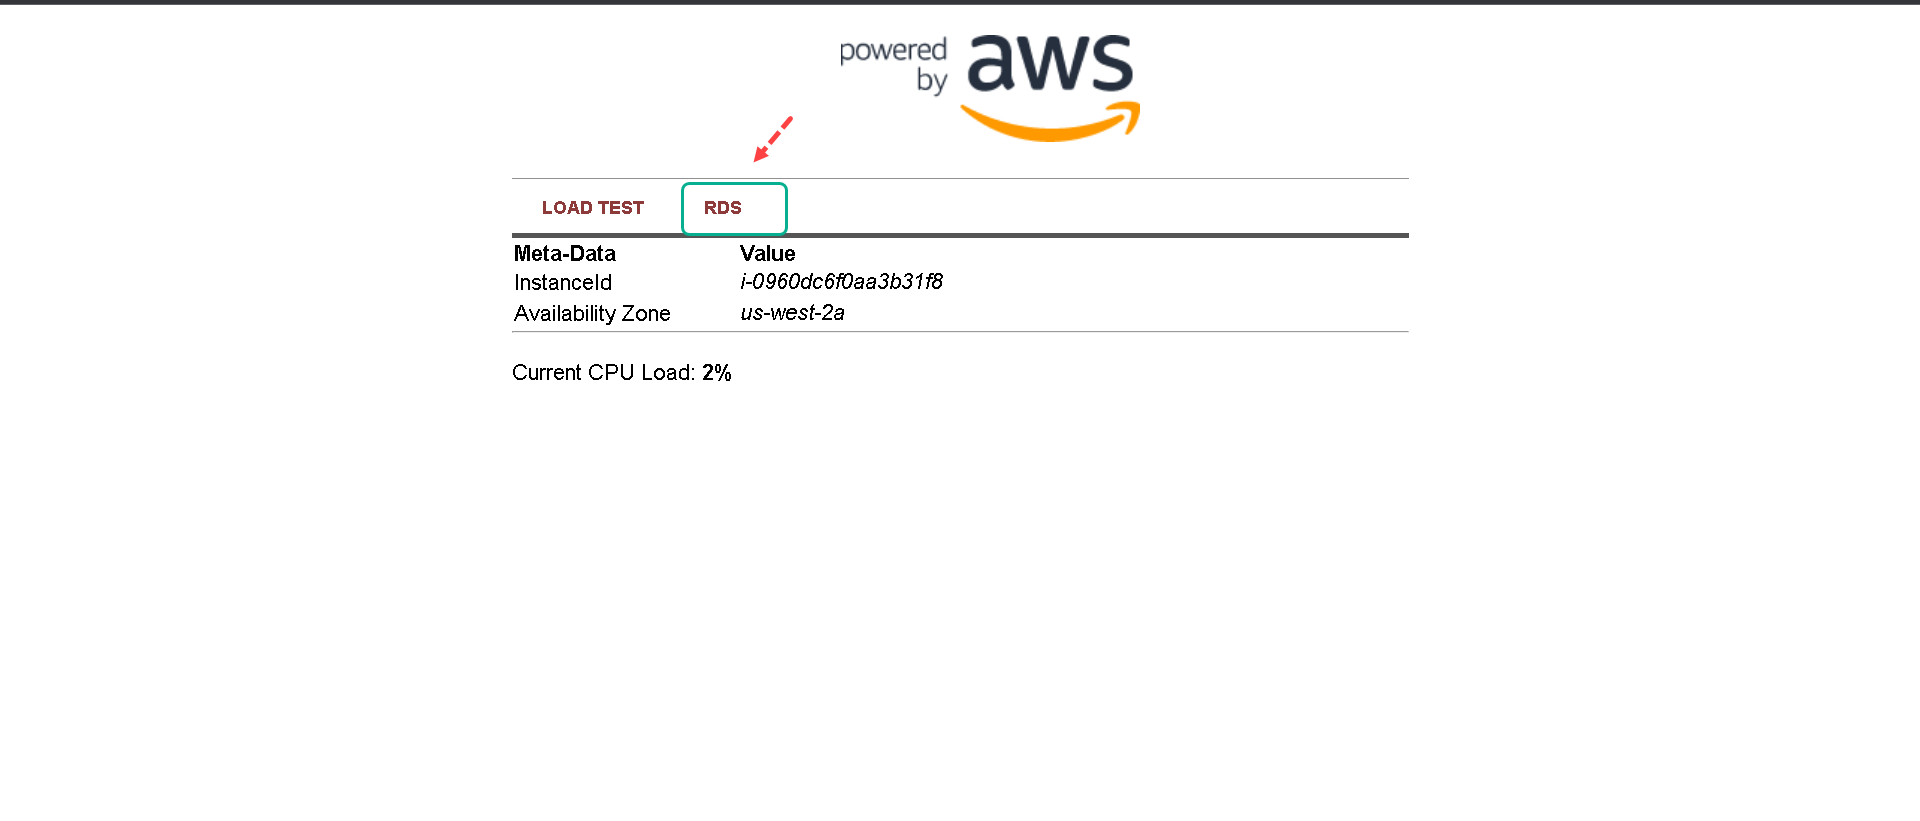 powered
by aws
LOAD TEST RDS
Meta-Data Value
InstanceId i-0960dc6f0aa3b31f8
Availability Zone us-west-2a
Current CPU Load: 2%